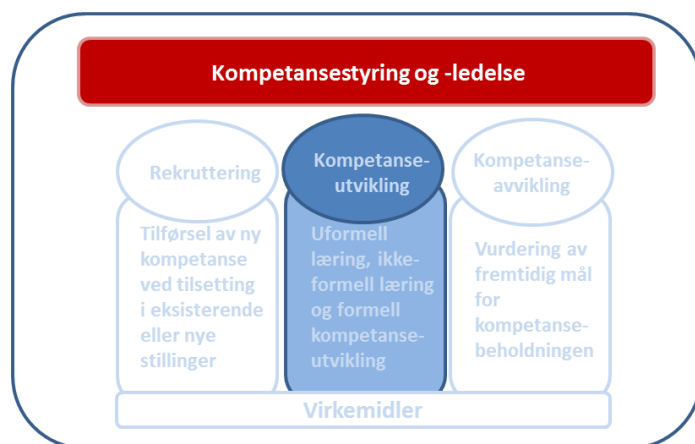 Kompetansestyring og -ledelse
Rekruttering
Kompetanse-
utvikling
Kompetanse-
avvikling
Tilførsel av ny
kompetanse
ved tilsetting
i eksisterende
eller nye
stillinger
Uformell
læring, ikke-
formell læring
og formell
kompetanse-
utvikling
Vurdering av
fremtidig mål
for
kompetanse-
beholdningen
Virkemidler